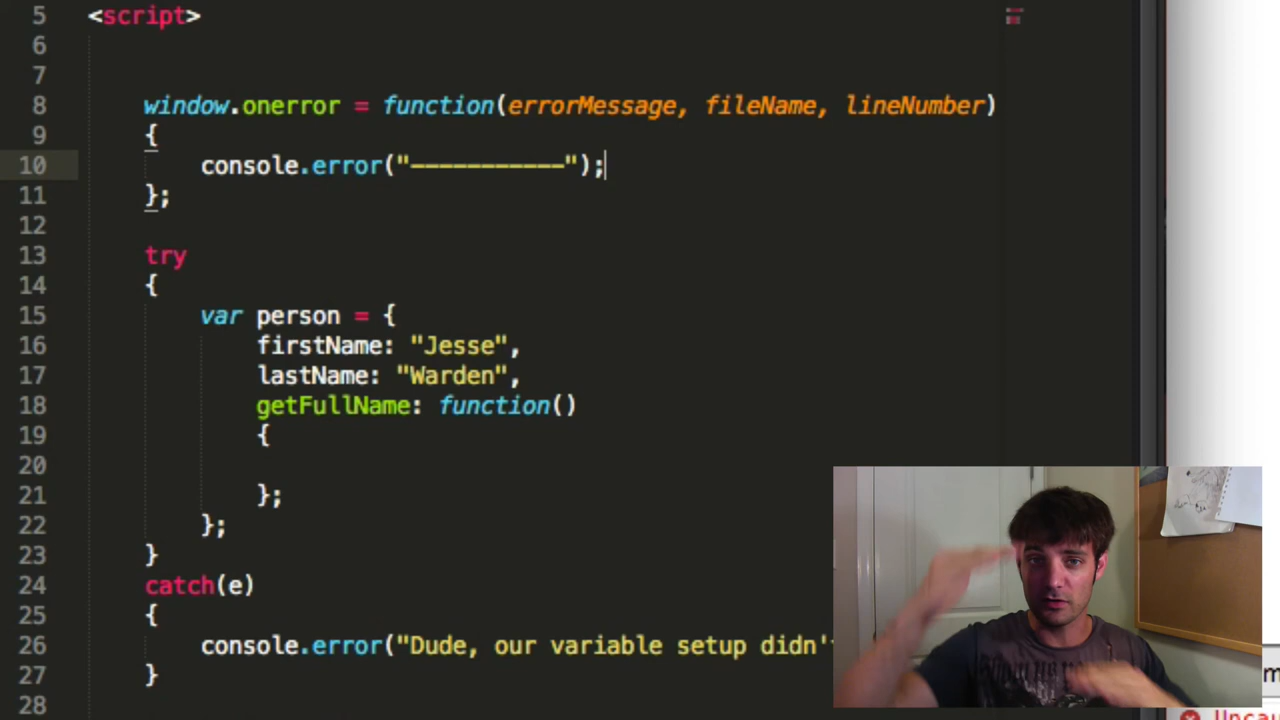 5 <script>
6
7
8 window.onerror = function(errorMessage, fileName, lineNumber)
9 {
10 console.error("———————————");
11 };
12
13 try
14 {
15 var person = {
16 firstName: "Jesse",
17 lastName: "Warden",
18 getFullName: function()
19 {
20
21 };
22 };
23 }
24 catch(e)
25 {
26 console.error("Dude, our variable setup didn'
27 }
28